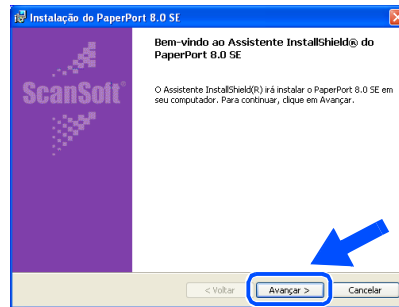 Instalação do PaperPort 8.0 SE
Bem-vindo ao Assistente InstallShield® do
PaperPort 8.0 SE
ScanSoft®
O Assistente InstallShield(R) irá instalar o PaperPort 8.0 SE em
seu computador. Para continuar, clique em Avançar.
< Voltar
Avançar >
Cancelar